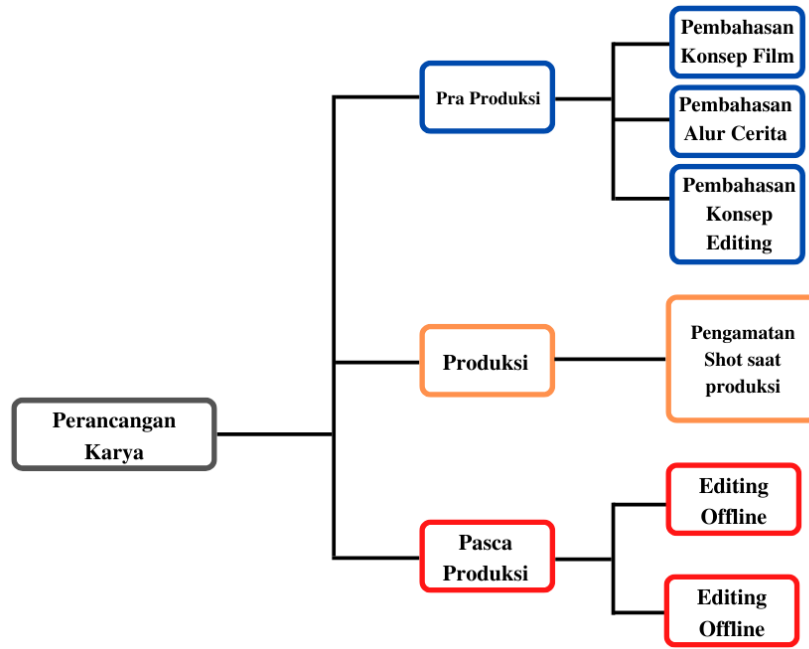 Pembahasan
Konsep Film
Pra Produksi
Pembahasan
Alur Cerita
Pembahasan
Konsep
Editing
Pengamatan
Shot saat
produksi
Produksi
Perancangan
Karya
Editing
Offline
Pasca
Produksi
Editing
Offline